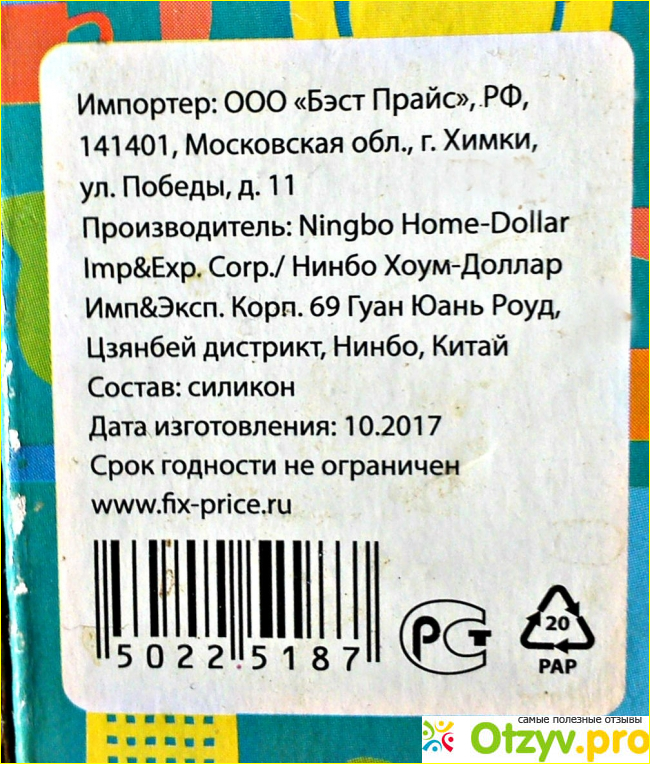 Импортер: ООО «Бэст Прайс», РФ,
141401, Московская обл., г. Химки,
ул. Победы, д. 11
Производитель: Ningbo Home-Dollar
Imp&Exp. Corp./ Нинбо Хоум-Доллар
Имп&Эксп. Корп. 69 Гуан Юань Роуд,
Цзянбей дистрикт, Нинбо, Китай
Состав: силикон
Дата изготовления: 10.2017
Срок годности не ограничен
www.fix-price.ru
5022 5187
РСТ
20
PAP
самые полезные отзывы
Otzyv.pro